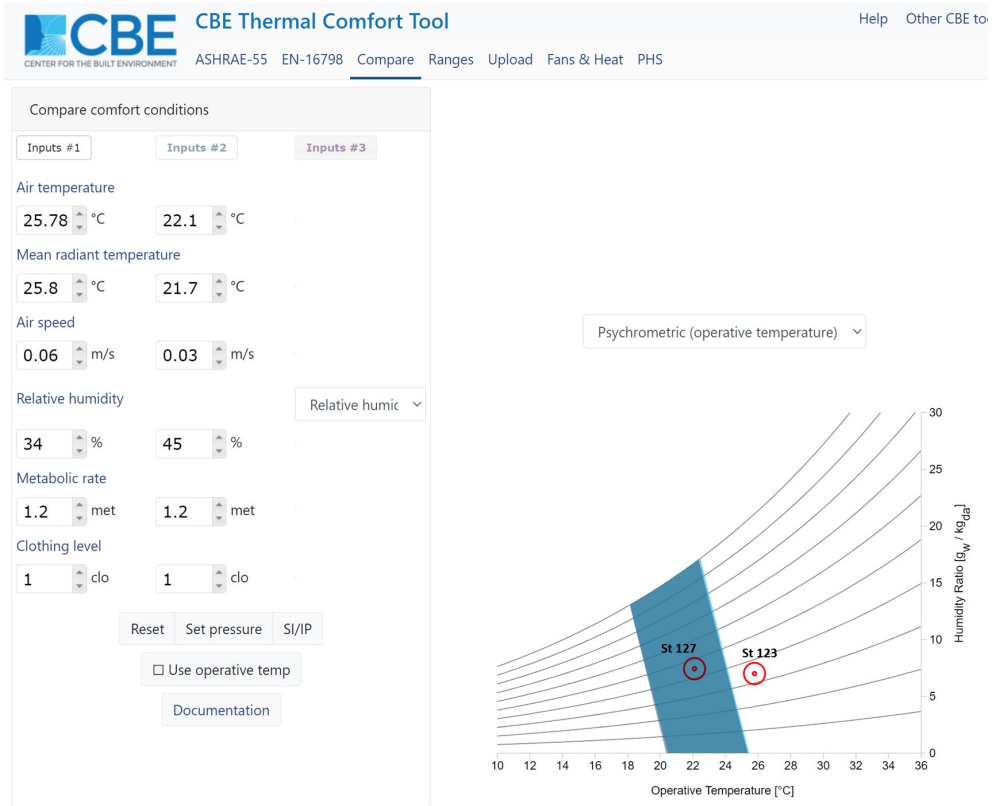 CBE
CENTER FOR THE BUILT ENVIRONMENT
CBE Thermal Comfort Tool
Help Other CBE too
ASHRAE-55 EN-16798 Compare Ranges Upload Fans & Heat PHS
Compare comfort conditions
Inputs #1 Inputs #2 Inputs #3
Air temperature
25.78 °C 22.1 °C
Mean radiant temperature
25.8 °C 21.7 °C
Air speed
0.06 m/s 0.03 m/s
Relative humidity
Relative humic
34 % 45 %
Metabolic rate
1.2 met 1.2 met
Clothing level
1 clo 1 clo
Reset Set pressure SI/IP
Use operative temp
Documentation
Psychrometric (operative temperature)
30
25
20
15
10
5
0
Humidity Ratio [gw / kgda]
St 127 St 123
10 12 14 16 18 20 22 24 26 28 30 32 34 36
Operative Temperature [°C]